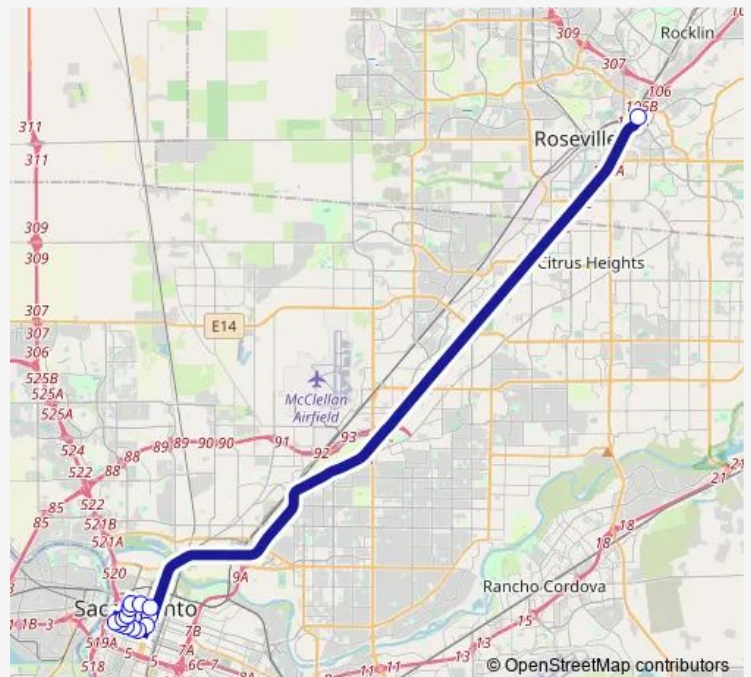 309
Rocklin
307
106
105B
311
Roseville
311
309
309
Citrus Heights
307
307
E14
306
525B
McClellan
Airfield
525A
525A
93
89 90 90
91
524
89
92
88
522
88
21
21
85
522
521B
18
85
521A
18
520
9A
Rancho Cordova
Sacramento
15
1B
3
7B
519A
5
5
7A
13
13
518
6C
7
11
11
© OpenStreetMap contributors